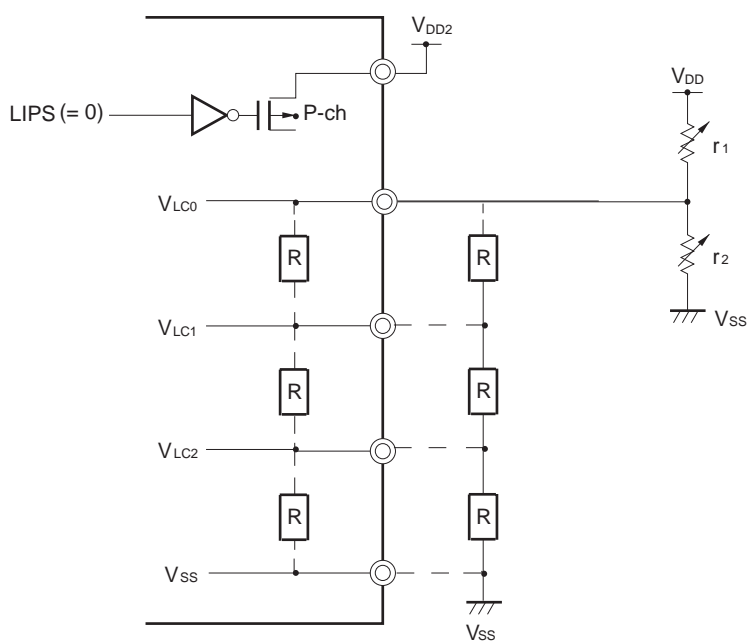 VDD2
VDD
LIPS (= 0)
P-ch
r1
VLC0
R
R
r2
VLC1
VSS
R
R
VLC2
R
R
VSS
VSS